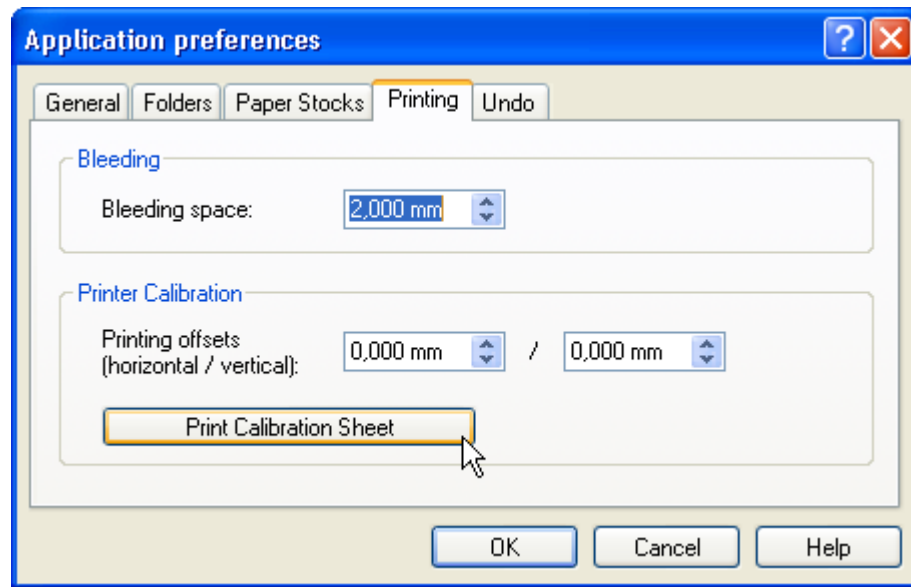 Application preferences
General Folders Paper Stocks Printing Undo
Bleeding
Bleeding space: 2,000 mm
Printer Calibration
Printing offsets
(horizontal / vertical): 0,000 mm / 0,000 mm
Print Calibration Sheet
OK Cancel Help